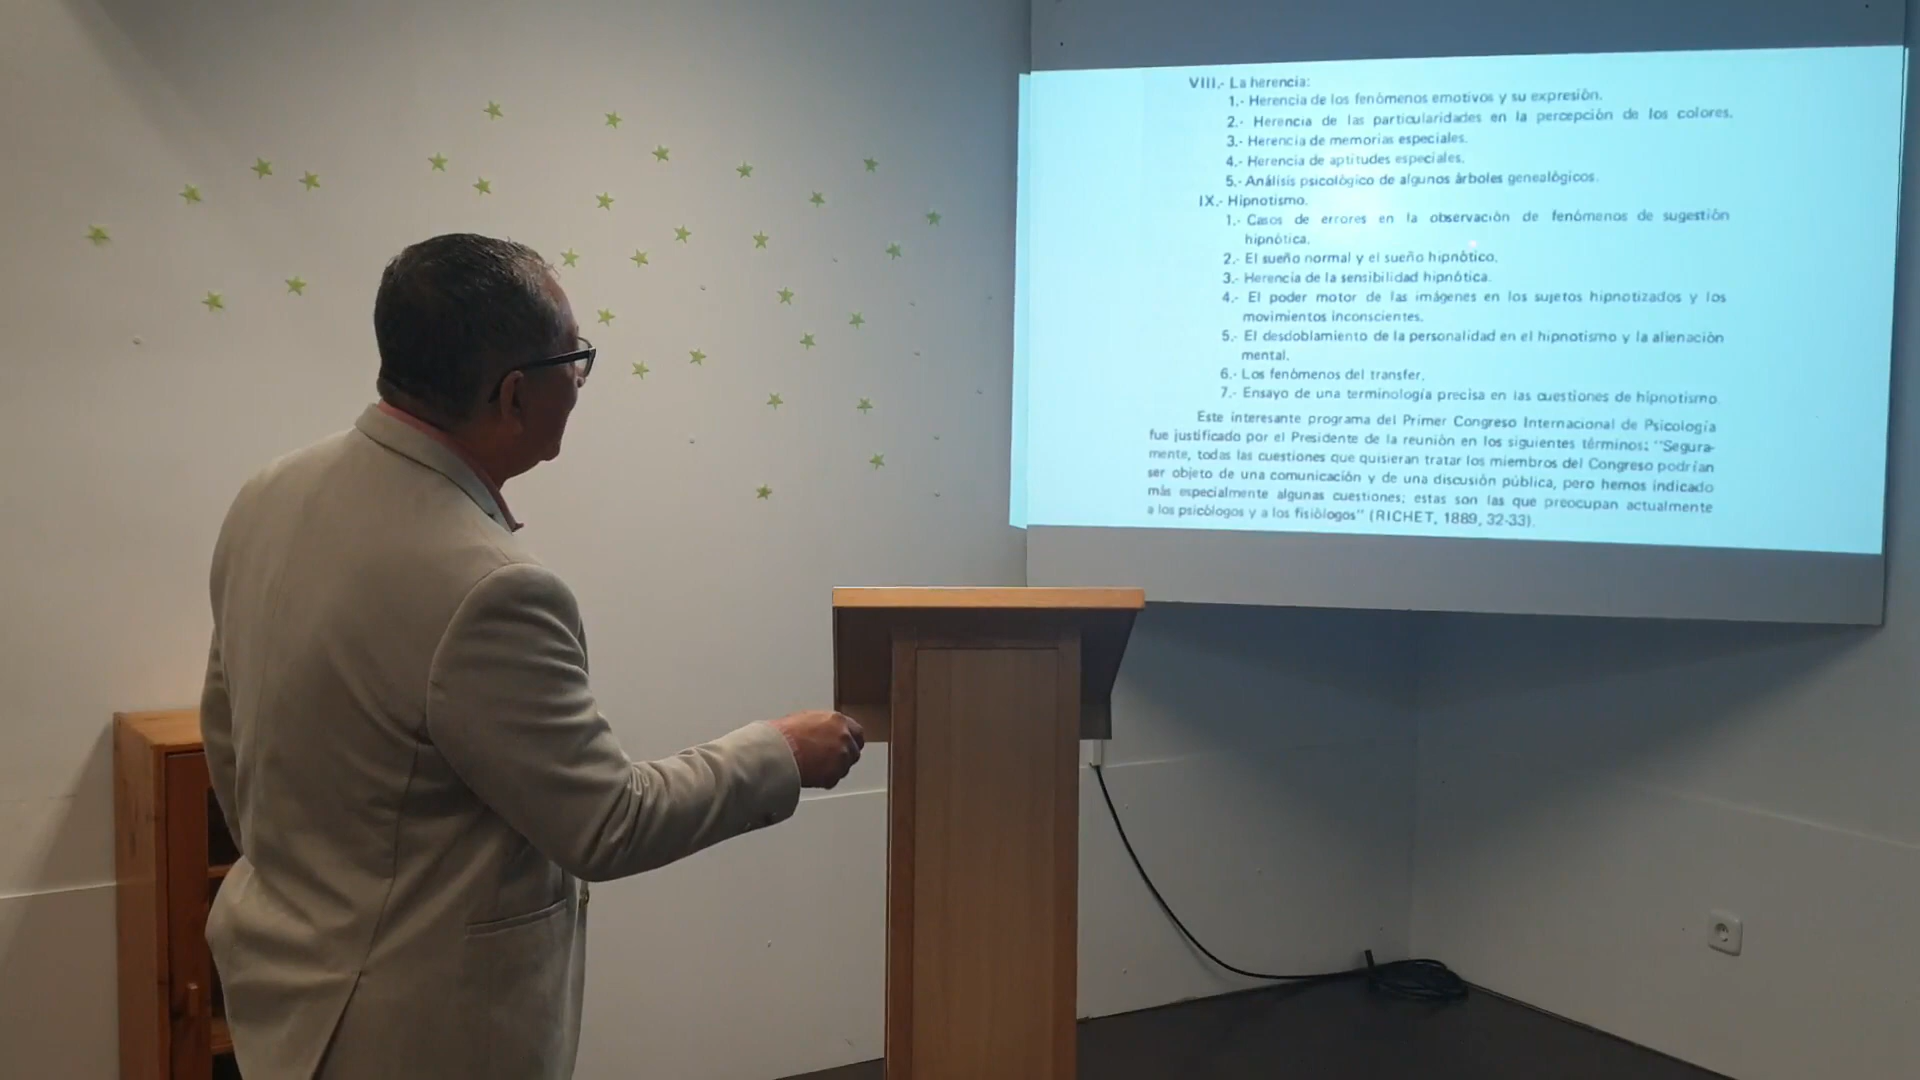 VIII.- La herencia:
1.- Herencia de los fenómenos emotivos y su expresión.
2.- Herencia de las particularidades en la percepción de los colores.
3.- Herencia de memorias especiales.
4.- Herencia de aptitudes especiales.
5.- Análisis psicológico de algunos árboles genealógicos.
IX.- Hipnotismo.
1.- Casos de errores en la observación de fenómenos de sugestión
hipnótica.
2.- El sueño normal y el sueño hipnótico.
3.- Herencia de la sensibilidad hipnótica.
4.- El poder motor de las imágenes en los sujetos hipnotizados y los
movimientos inconscientes.
5.- El desdoblamiento de la personalidad en el hipnotismo y la alienación
mental.
6.- Los fenómenos del transfer.
7.- Ensayo de una terminología precisa en las cuestiones de hipnotismo
Este interesante programa del Primer Congreso Internacional de Psicología
fue justificado por el Presidente de la reunión en los siguientes términos: "Segura-
mente, todas las cuestiones que quisieran tratar los miembros del Congreso podrían
ser objeto de una comunicación y de una discusión pública, pero hemos indicado
más especialmente algunas cuestiones; estas son las que preocupan actualmente
a los psicólogos y a los fisiólogos" (RICHET, 1889, 32-33).